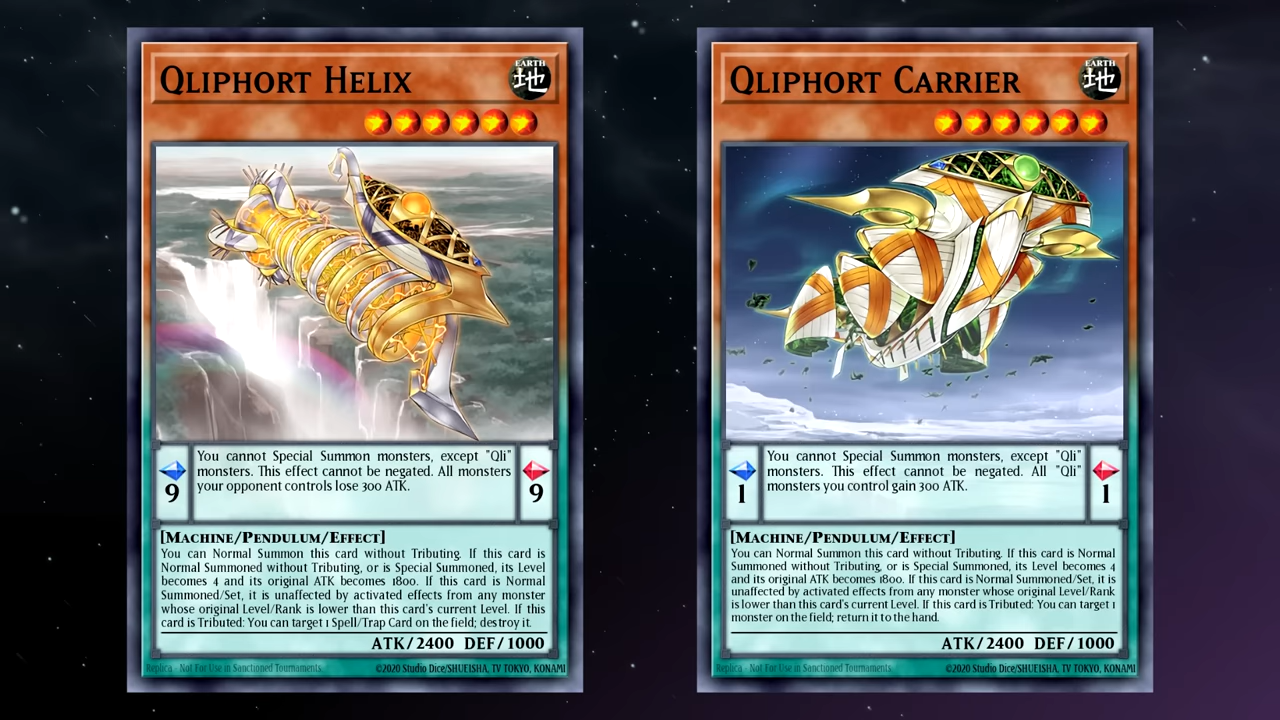 Qliphort Helix
EARTH
地
9
You cannot Special Summon monsters, except "Qli"
monsters. This effect cannot be negated. All monsters
your opponent controls lose 300 ATK.
9
[Machine/Pendulum/Effect]
You can Normal Summon this card without Tributing. If this card is
Normal Summoned without Tributing, or is Special Summoned, its Level
becomes 4 and its original ATK becomes 1800. If this card is Normal
Summoned/Set, it is unaffected by activated effects from any monster
whose original Level/Rank is lower than this card's current Level. If this
card is Tributed: You can target 1 Spell/Trap Card on the field; destroy it.
ATK/2400 DEF/1000
Replica - Not For Use in Sanctioned Tournaments
©2020 Studio Dice/SHUEISHA, TV TOKYO, KONAMI
Qliphort Carrier
EARTH
地
1
You cannot Special Summon monsters, except "Qli"
monsters. This effect cannot be negated. All "Qli"
monsters you control gain 300 ATK.
1
[Machine/Pendulum/Effect]
You can Normal Summon this card without Tributing. If this card is Normal
Summoned without Tributing, or is Special Summoned, its Level becomes 4
and its original ATK becomes 1800. If this card is Normal Summoned/Set, it is
unaffected by activated effects from any monster whose original Level/Rank
is lower than this card's current Level. If this card is Tributed: You can target 1
monster on the field; return it to the hand.
ATK/2400 DEF/1000
Replica - Not For Use in Sanctioned Tournaments
©2020 Studio Dice/SHUEISHA, TV TOKYO, KONAMI